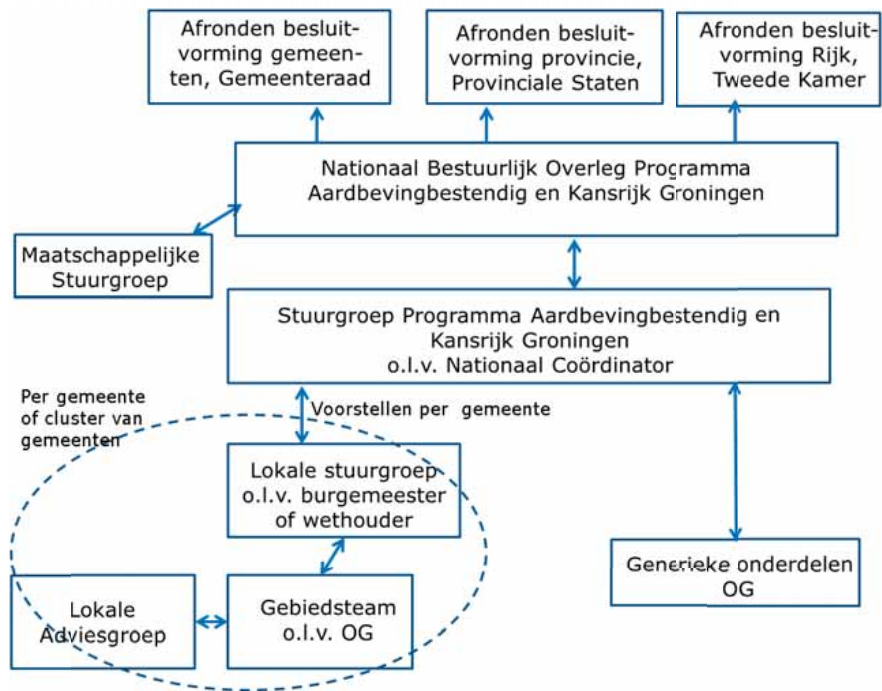 Afronden besluit-
vorming gemeen-
ten, Gemeenteraad
Afronden besluit-
vorming provincie,
Provinciale Staten
Afronden besluit-
vorming Rijk,
Tweede Kamer
Nationaal Bestuurlijk Overleg Programma
Aardbevingbestendig en Kansrijk Groningen
Maatschappelijke
Stuurgroep
Stuurgroep Programma Aardbevingbestendig en
Kansrijk Groningen
o.l.v. Nationaal Coördinator
Per gemeente
of cluster van
gemeenten
Voorstellen per gemeente
Lokale stuurgroep
o.l.v. burgemeester
of wethouder
Generieke onderdelen
OG
Lokale
Adviesgroep
Gebiedsteam
o.l.v. OG